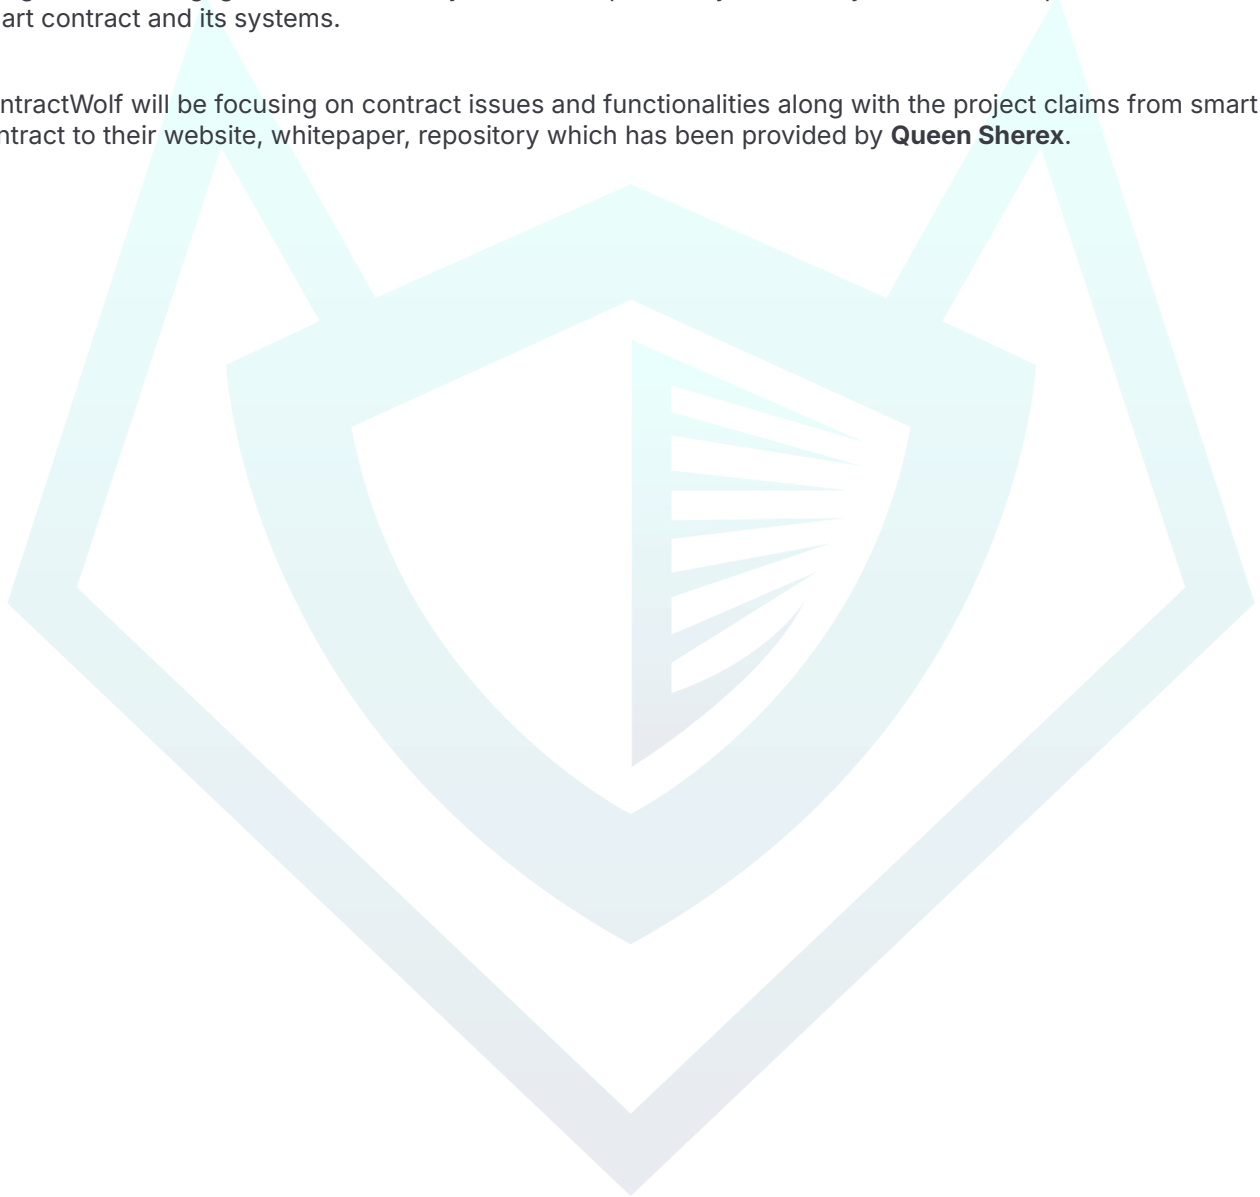 art contract and its systems.
ntractWolf will be focusing on contract issues and functionalities along with the project claims from smart
ntract to their website, whitepaper, repository which has been provided by Queen Sherex.